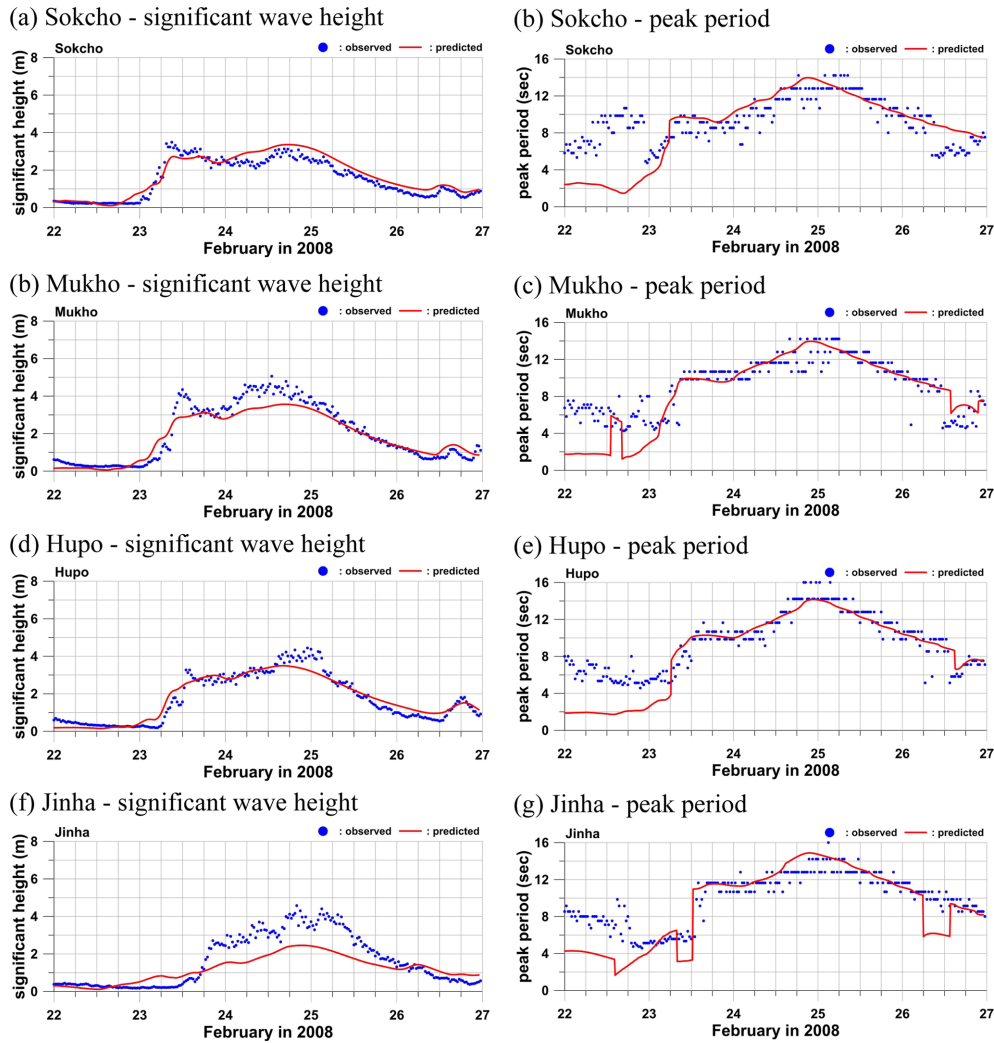 (a) Sokcho - significant wave height
Sokcho
: observed : predicted
significant height (m)
8
6
4
2
0
22 23 24 25 26 27
February in 2008
(b) Sokcho - peak period
Sokcho
: observed : predicted
peak period (sec)
16
12
8
4
0
22 23 24 25 26 27
February in 2008
(b) Mukho - significant wave height
Mukho
: observed : predicted
significant height (m)
8
6
4
2
0
22 23 24 25 26 27
February in 2008
(c) Mukho - peak period
Mukho
: observed : predicted
peak period (sec)
16
12
8
4
0
22 23 24 25 26 27
February in 2008
(d) Hupo - significant wave height
Hupo
: observed : predicted
significant height (m)
8
6
4
2
0
22 23 24 25 26 27
February in 2008
(e) Hupo - peak period
Hupo
: observed : predicted
peak period (sec)
16
12
8
4
0
22 23 24 25 26 27
February in 2008
(f) Jinha - significant wave height
Jinha
: observed : predicted
significant height (m)
8
6
4
2
0
22 23 24 25 26 27
February in 2008
(g) Jinha - peak period
Jinha
: observed : predicted
peak period (sec)
16
12
8
4
0
22 23 24 25 26 27
February in 2008